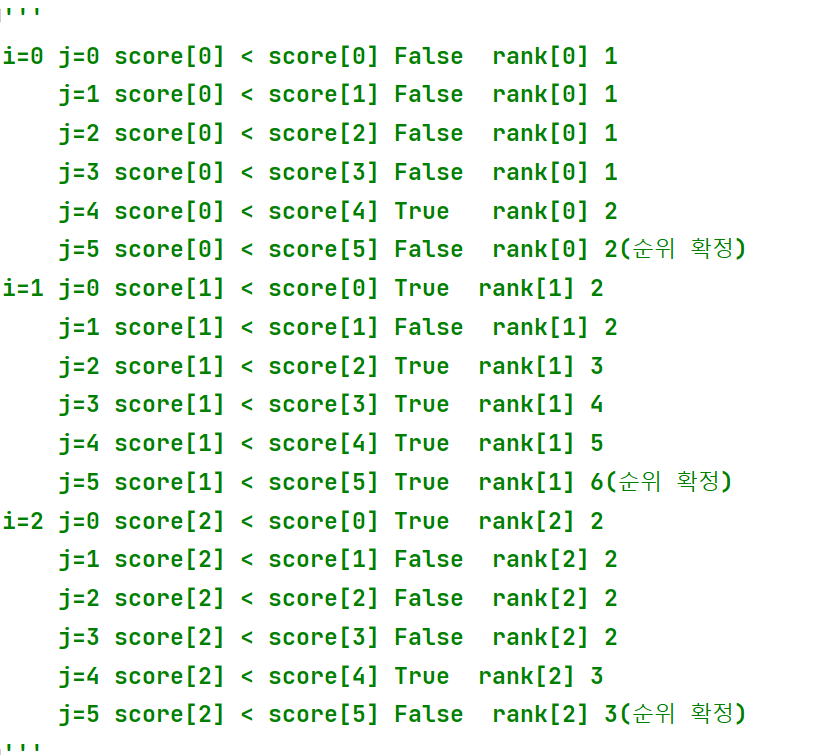 '''
i=0 j=0 score[0] < score[0] False  rank[0] 1
    j=1 score[0] < score[1] False  rank[0] 1
    j=2 score[0] < score[2] False  rank[0] 1
    j=3 score[0] < score[3] False  rank[0] 1
    j=4 score[0] < score[4] True   rank[0] 2
    j=5 score[0] < score[5] False  rank[0] 2(순위 확정)
i=1 j=0 score[1] < score[0] True  rank[1] 2
    j=1 score[1] < score[1] False  rank[1] 2
    j=2 score[1] < score[2] True  rank[1] 3
    j=3 score[1] < score[3] True  rank[1] 4
    j=4 score[1] < score[4] True  rank[1] 5
    j=5 score[1] < score[5] True  rank[1] 6(순위 확정)
i=2 j=0 score[2] < score[0] True  rank[2] 2
    j=1 score[2] < score[1] False  rank[2] 2
    j=2 score[2] < score[2] False  rank[2] 2
    j=3 score[2] < score[3] False  rank[2] 2
    j=4 score[2] < score[4] True  rank[2] 3
    j=5 score[2] < score[5] False  rank[2] 3(순위 확정)
'''